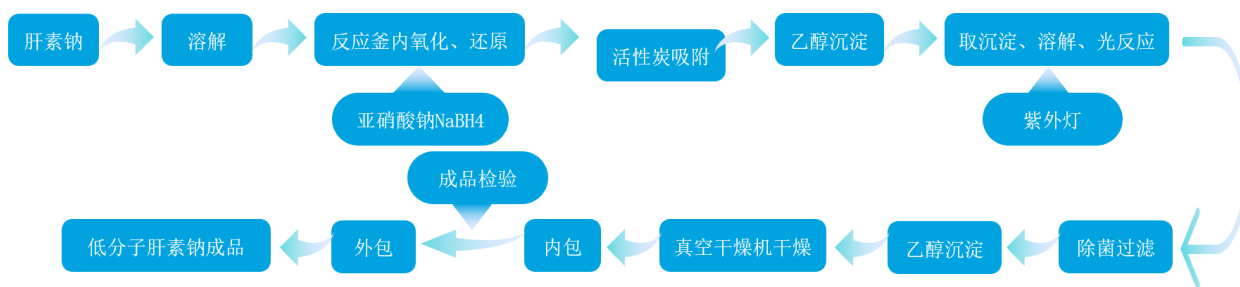 肝素钠
溶解
反应釜内氧化、还原
亚硝酸钠NaBH4
活性炭吸附
乙醇沉淀
取沉淀、溶解、光反应
紫外灯
除菌过滤
乙醇沉淀
真空干燥机干燥
内包
成品检验
外包
低分子肝素钠成品